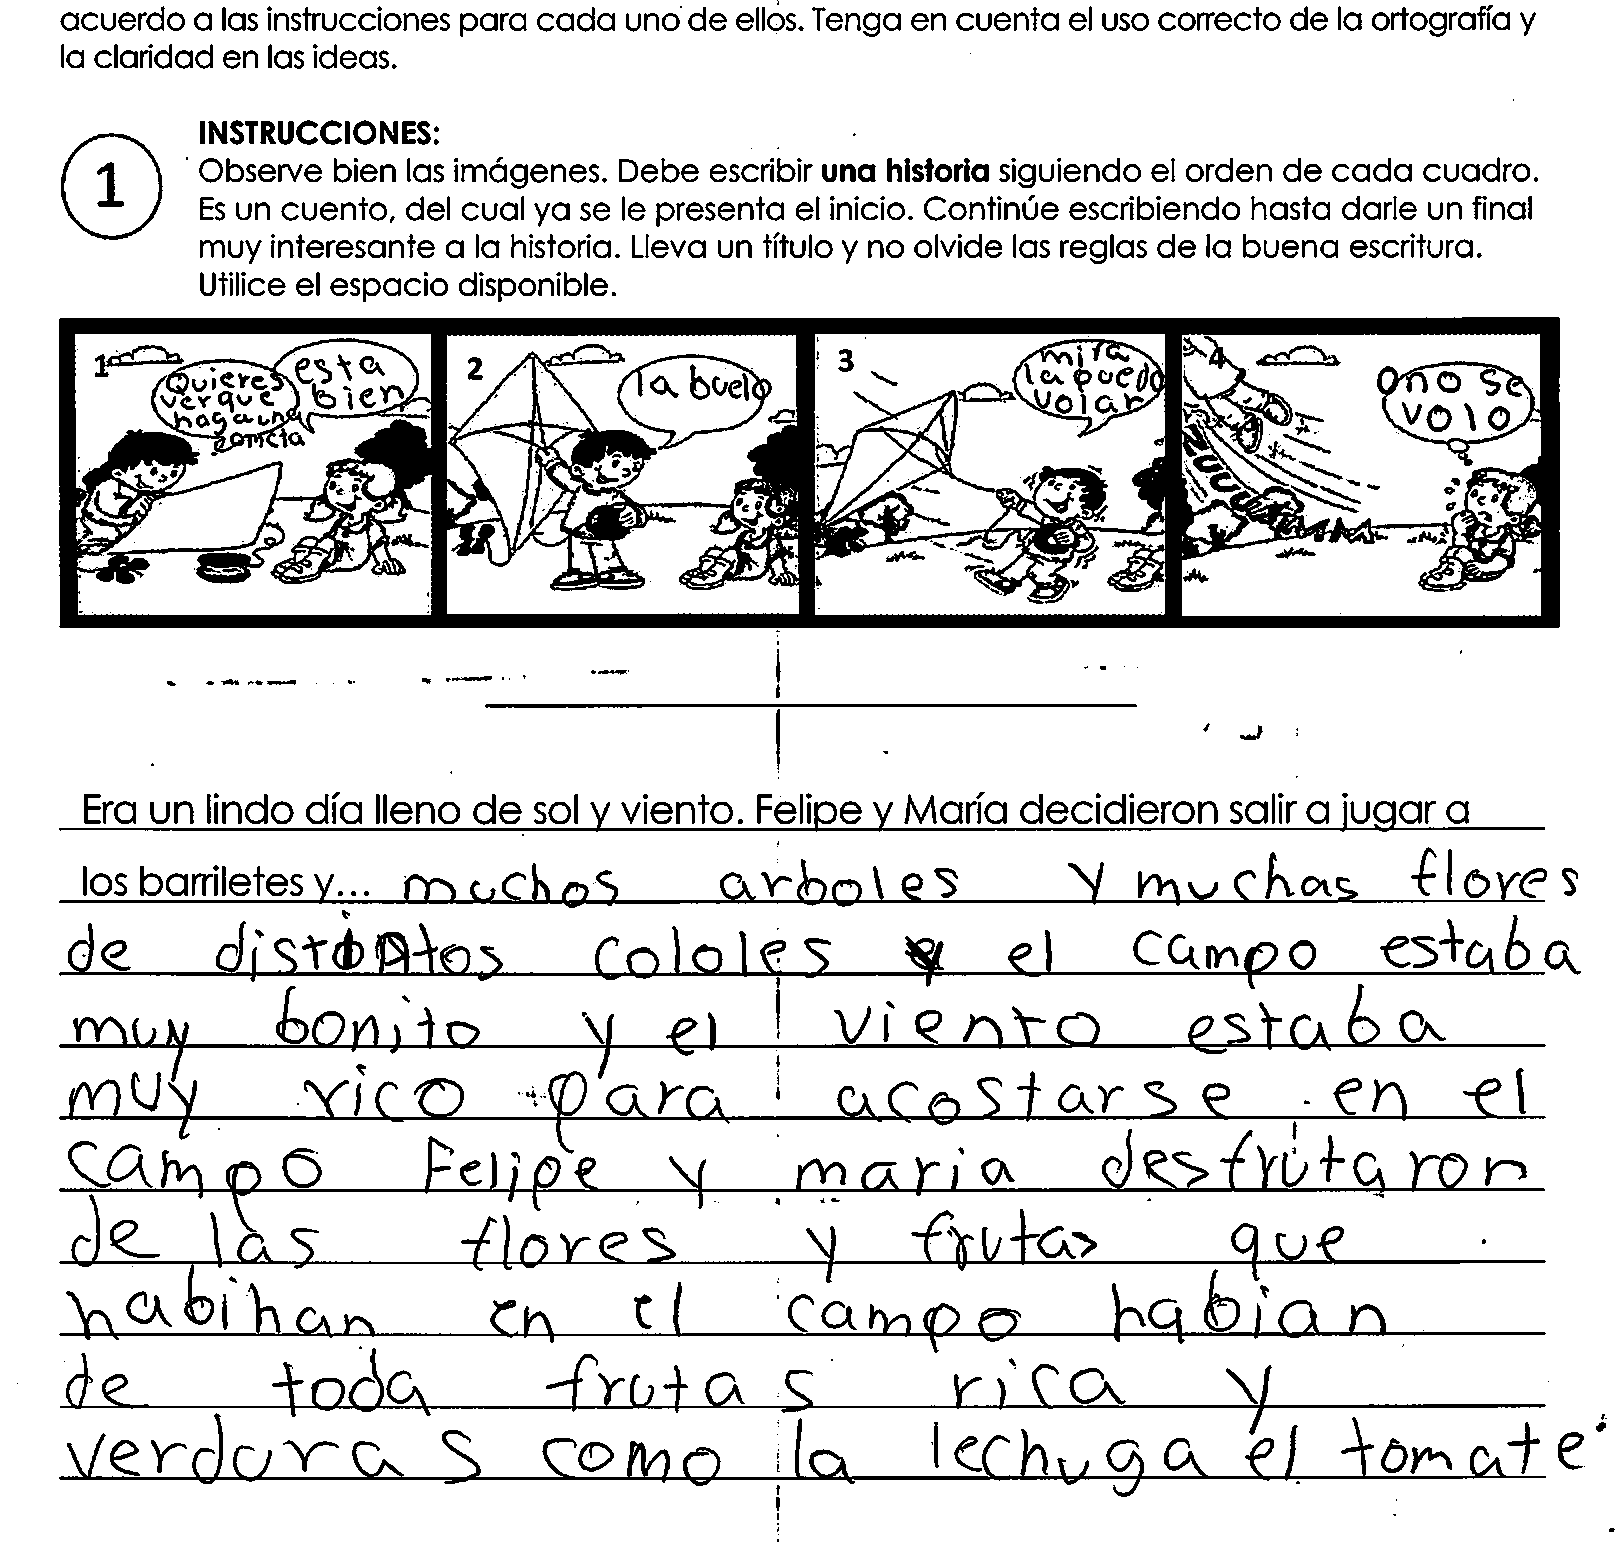 acuerdo a las instrucciones para cada uno de ellos. Tenga en cuenta el uso correcto de la ortografía y
la claridad en las ideas.
INSTRUCCIONES:
1
Observe bien las imágenes. Debe escribir una historia siguiendo el orden de cada cuadro.
Es un cuento, del cual ya se le presenta el inicio. Continúe escribiendo hasta darle un final
muy interesante a la historia. Lleva un título y no olvide las reglas de la buena escritura.
Utilice el espacio disponible.
1
Quieres
ver que
haga una
esta
bien
2
la buelo
3
mira
la puedo
volar
4
ZUUUUM
ono se
volo
Era un lindo día lleno de sol y viento. Felipe y María decidieron salir a jugar a
los barriletes y... muchos arboles y muchas flores
de distintos cololes el campo estaba
muy bonito y el viento estaba
muy rico para acostarse en el
campo Felipe y maria desfrutaron
de las flores y frutas que
habihan en el campo habian
de toda frutas rica y
verduras como la lechuga el tomate